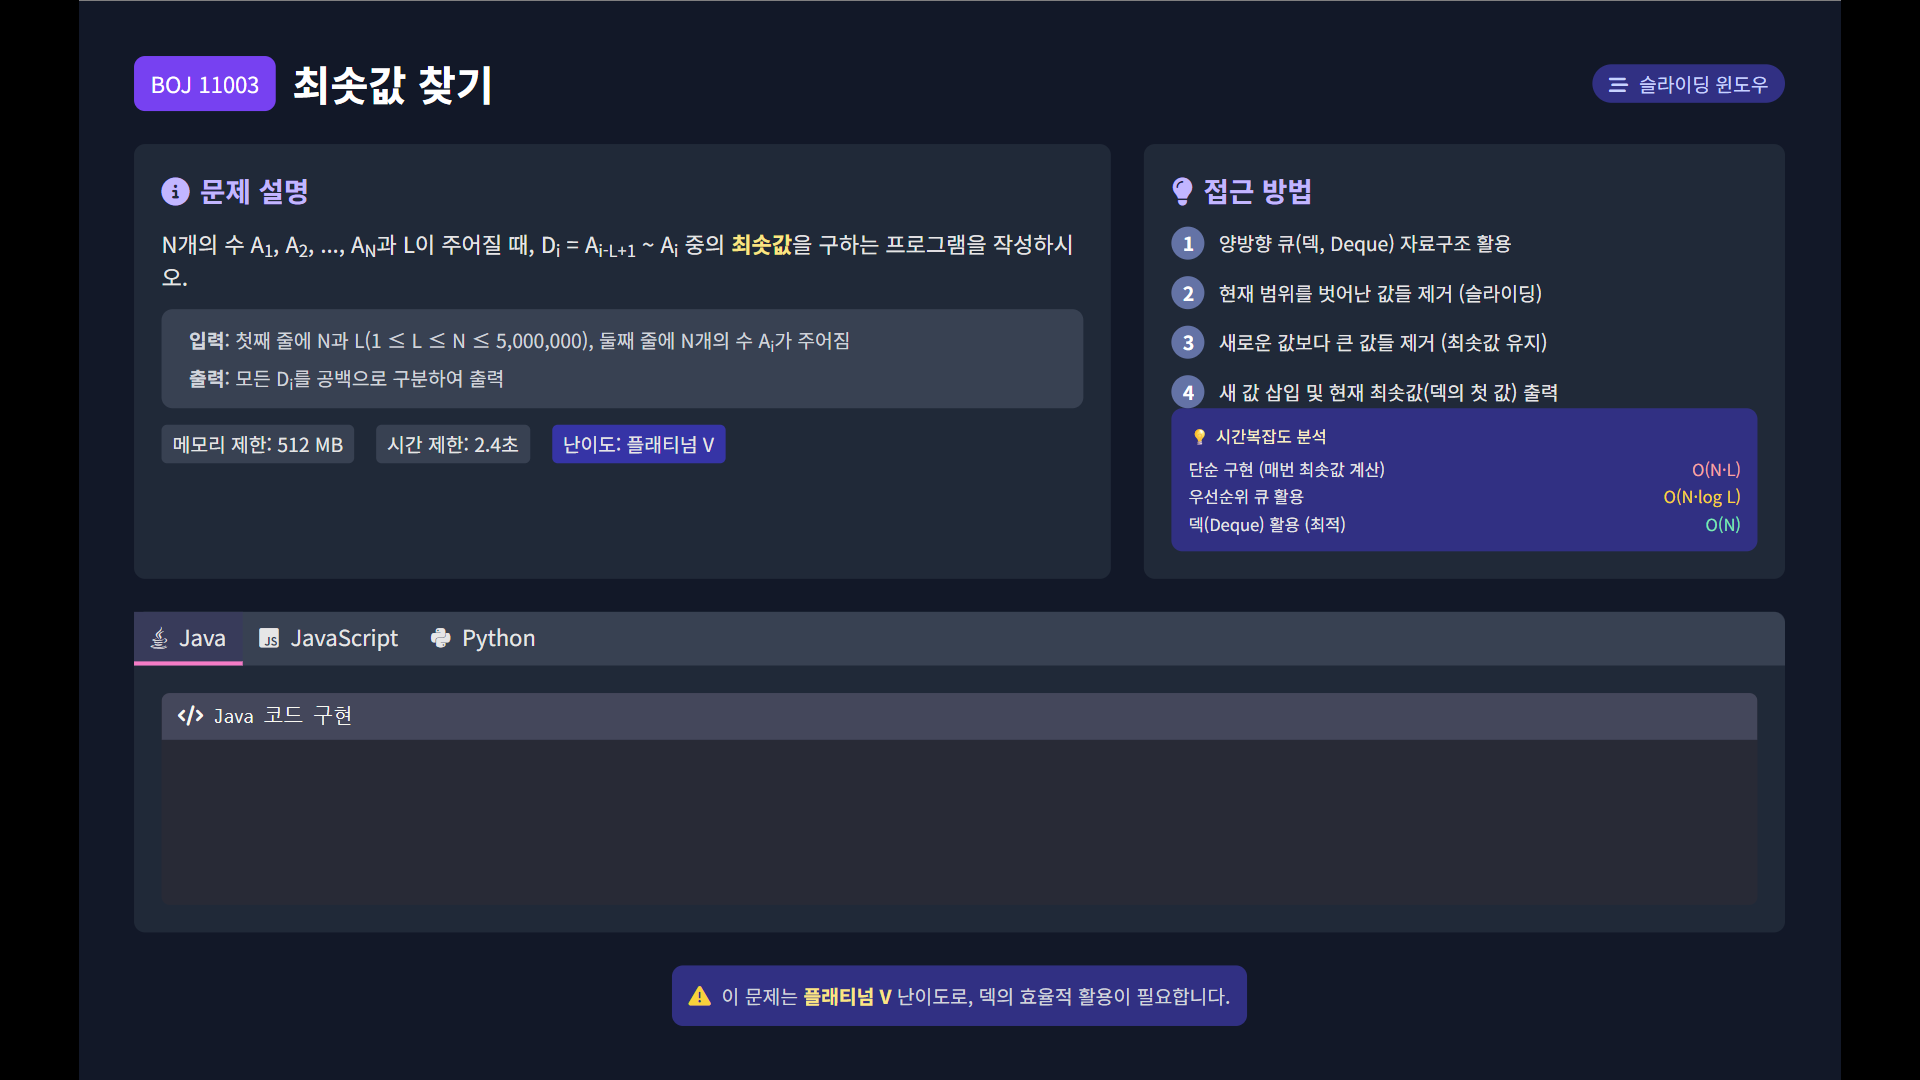 BOJ 11003
최솟값 찾기
슬라이딩 윈도우
문제 설명
N개의 수 A1, A2, ..., AN과 L이 주어질 때, Di = Ai-L+1 ~ Ai 중의 최솟값을 구하는 프로그램을 작성하시
오.
입력: 첫째 줄에 N과 L(1 ≤ L ≤ N ≤ 5,000,000), 둘째 줄에 N개의 수 Ai가 주어짐
출력: 모든 Di를 공백으로 구분하여 출력
메모리 제한: 512 MB
시간 제한: 2.4초
난이도: 플래티넘 V
접근 방법
1 양방향 큐(덱, Deque) 자료구조 활용
2 현재 범위를 벗어난 값들 제거 (슬라이딩)
3 새로운 값보다 큰 값들 제거 (최솟값 유지)
4 새 값 삽입 및 현재 최솟값(덱의 첫 값) 출력
💡 시간복잡도 분석
단순 구현 (매번 최솟값 계산) O(N·L)
우선순위 큐 활용 O(N·log L)
덱(Deque) 활용 (최적) O(N)
Java
JavaScript
Python
Java 코드 구현
이 문제는 플래티넘 V 난이도로, 덱의 효율적 활용이 필요합니다.